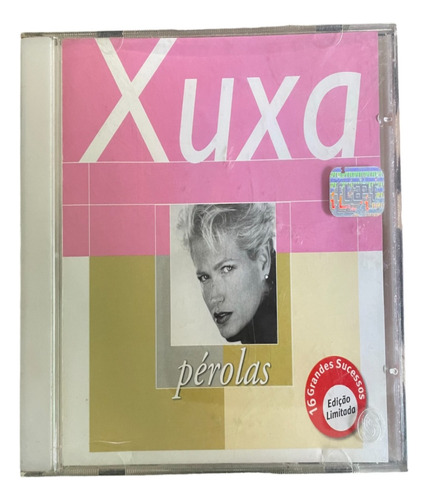 Xuxa
pérolas
16 Grandes Sucessos
Edição
Limitada